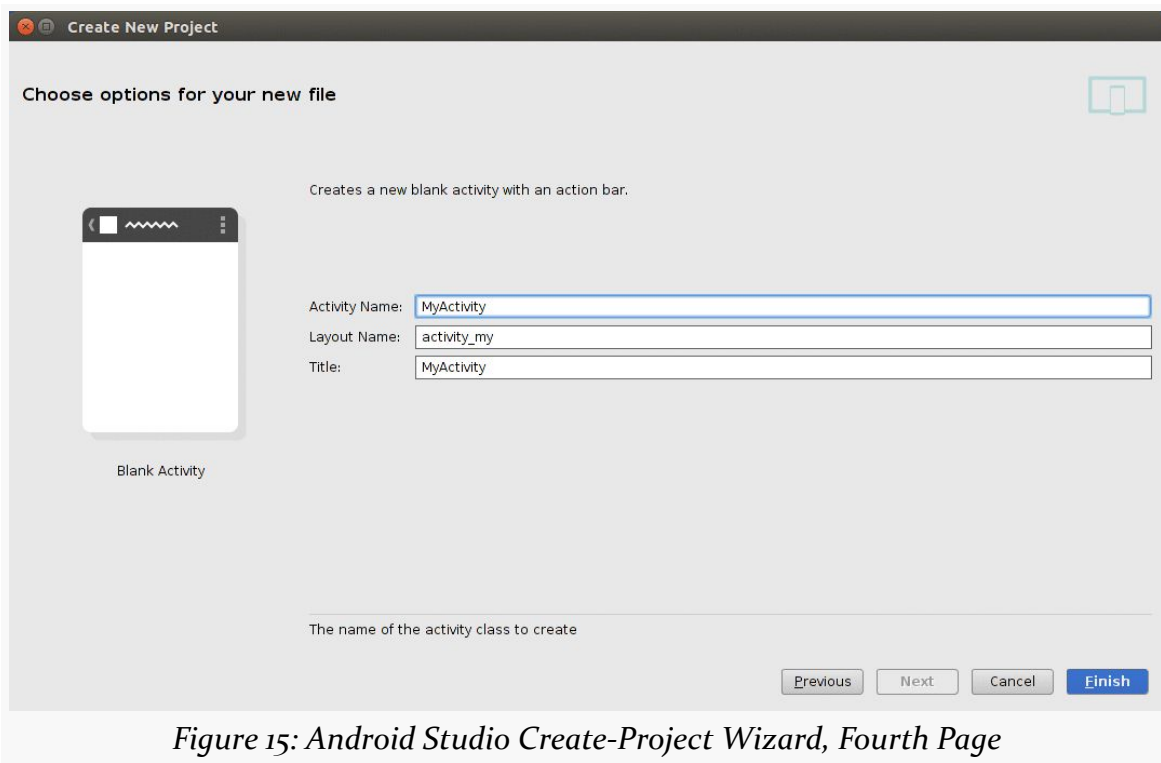 Create New Project
Choose options for your new file
Creates a new blank activity with an action bar.
Activity Name: MyActivity
Layout Name: activity_my
Title: MyActivity
Blank Activity
The name of the activity class to create
Previous Next Cancel Finish
Figure 15: Android Studio Create-Project Wizard, Fourth Page